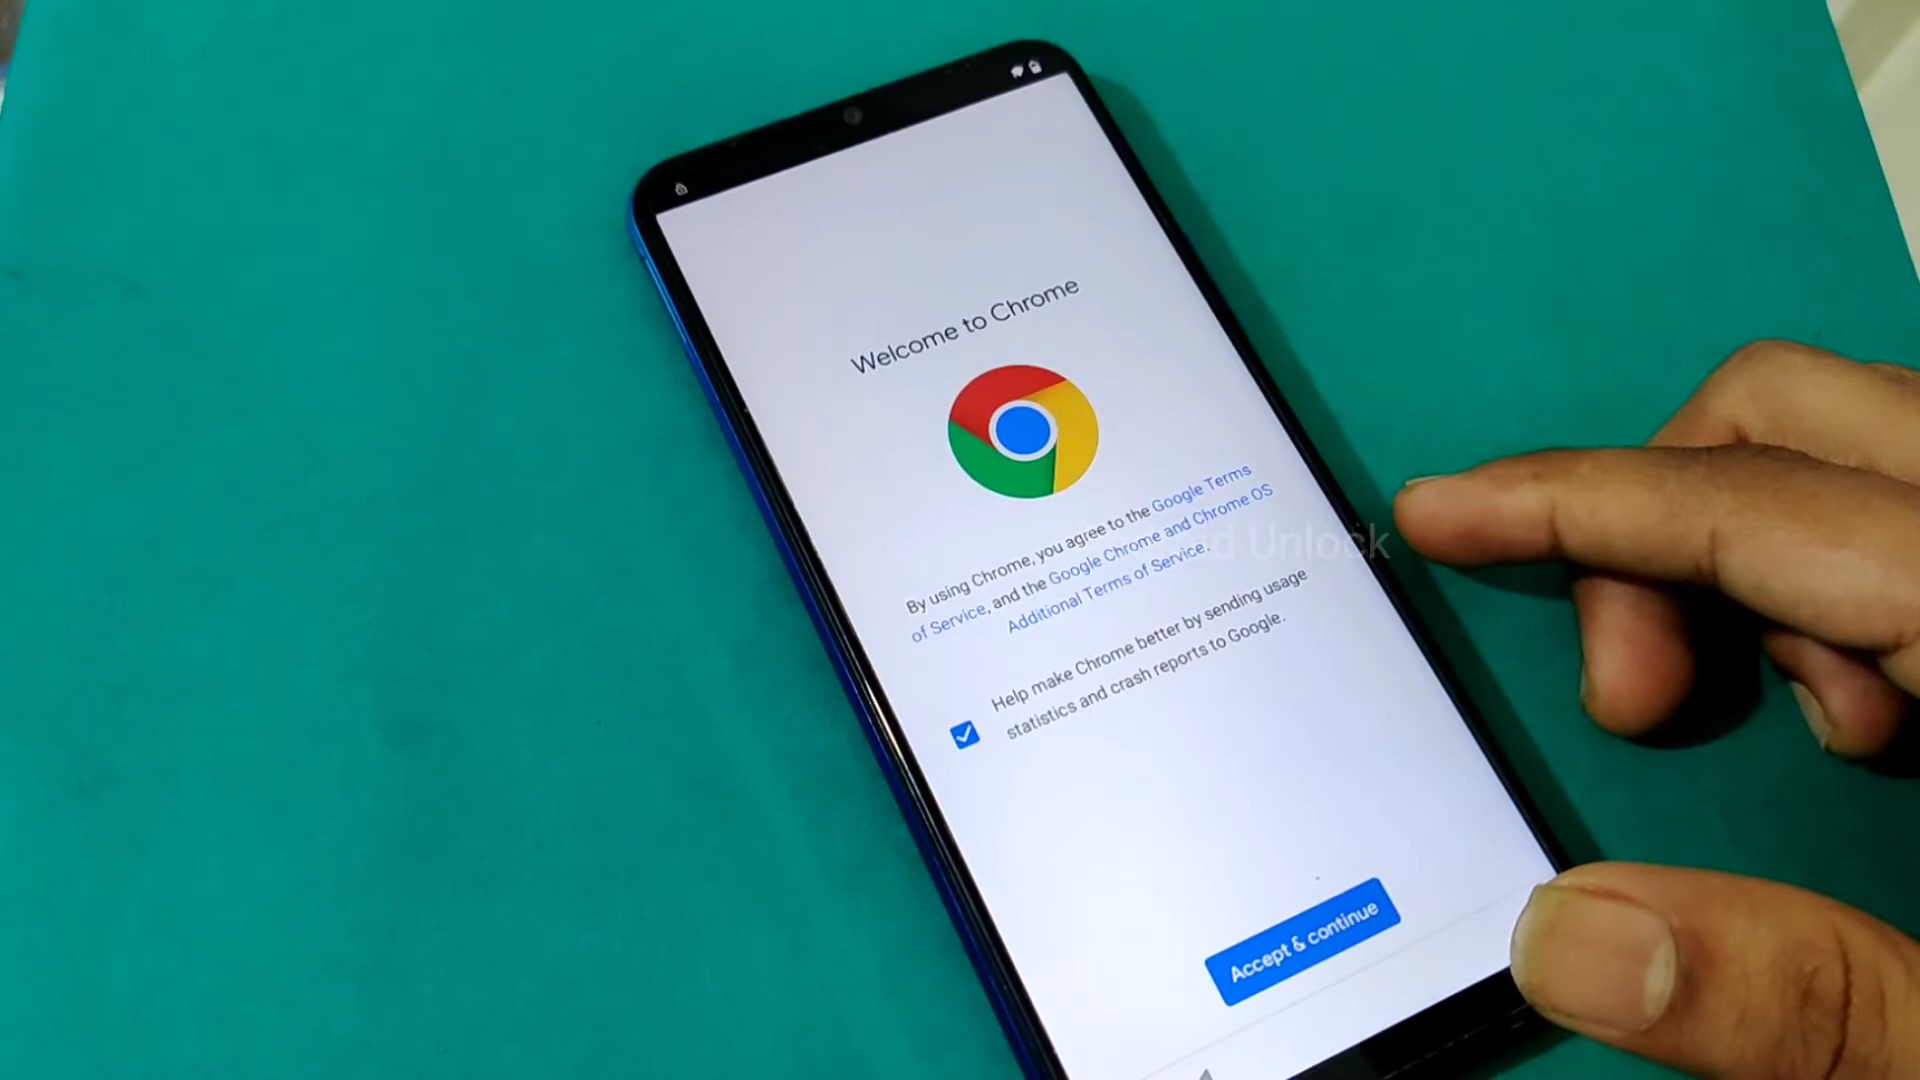 Welcome to Chrome
By using Chrome, you agree to the Google Terms
of Service, and the Google Chrome and Chrome OS
Additional Terms of Service.
Help make Chrome better by sending usage
statistics and crash reports to Google.
Accept & continue
Unlock